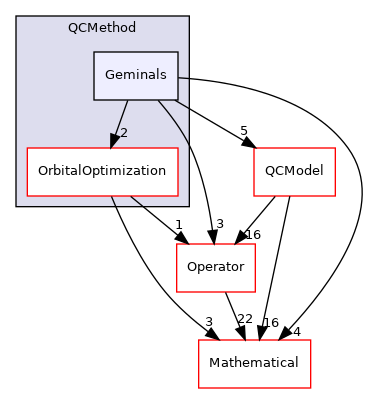 QCMethod
Geminals
2
5
OrbitalOptimization
QCModel
1
3
16
Operator
3
22
16
4
Mathematical